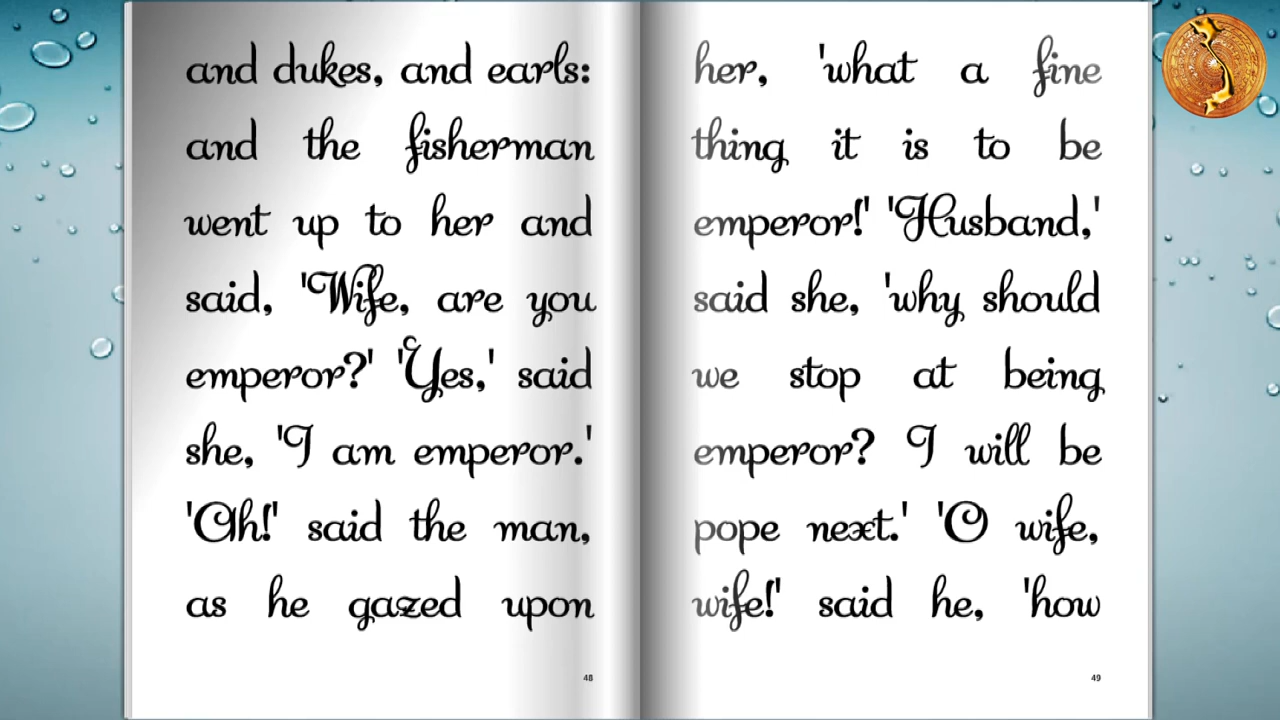 and dukes, and earls:
and the fisherman
went up to her and
said, 'Wife, are you
emperor?' 'Yes,' said
she, 'I am emperor.'
'Ah!' said the man,
as he gazed upon
48
her, 'what a fine
thing it is to be
emperor!' 'Husband,'
said she, 'why should
we stop at being
emperor? I will be
pope next.' 'O wife,
wife!' said he, 'how
49